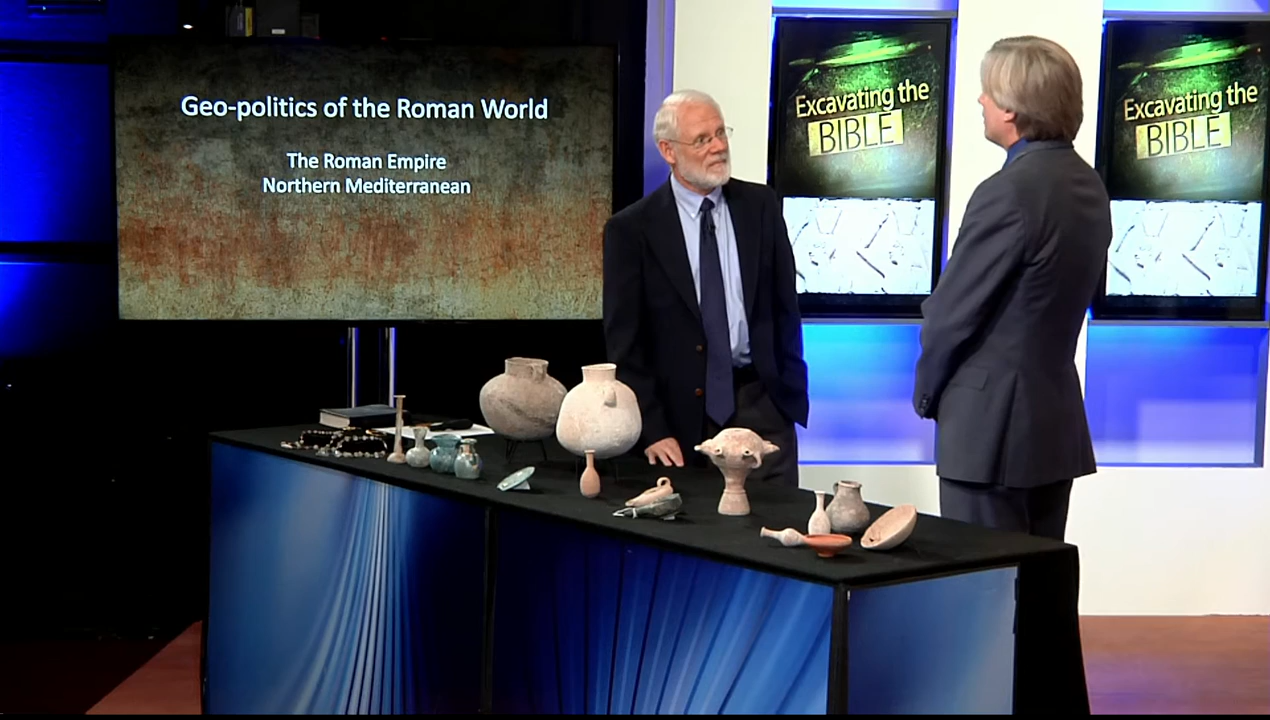 Geo-politics of the Roman World
The Roman Empire
Northern Mediterranean
Excavating the
BIBLE
Excavating the
BIBLE